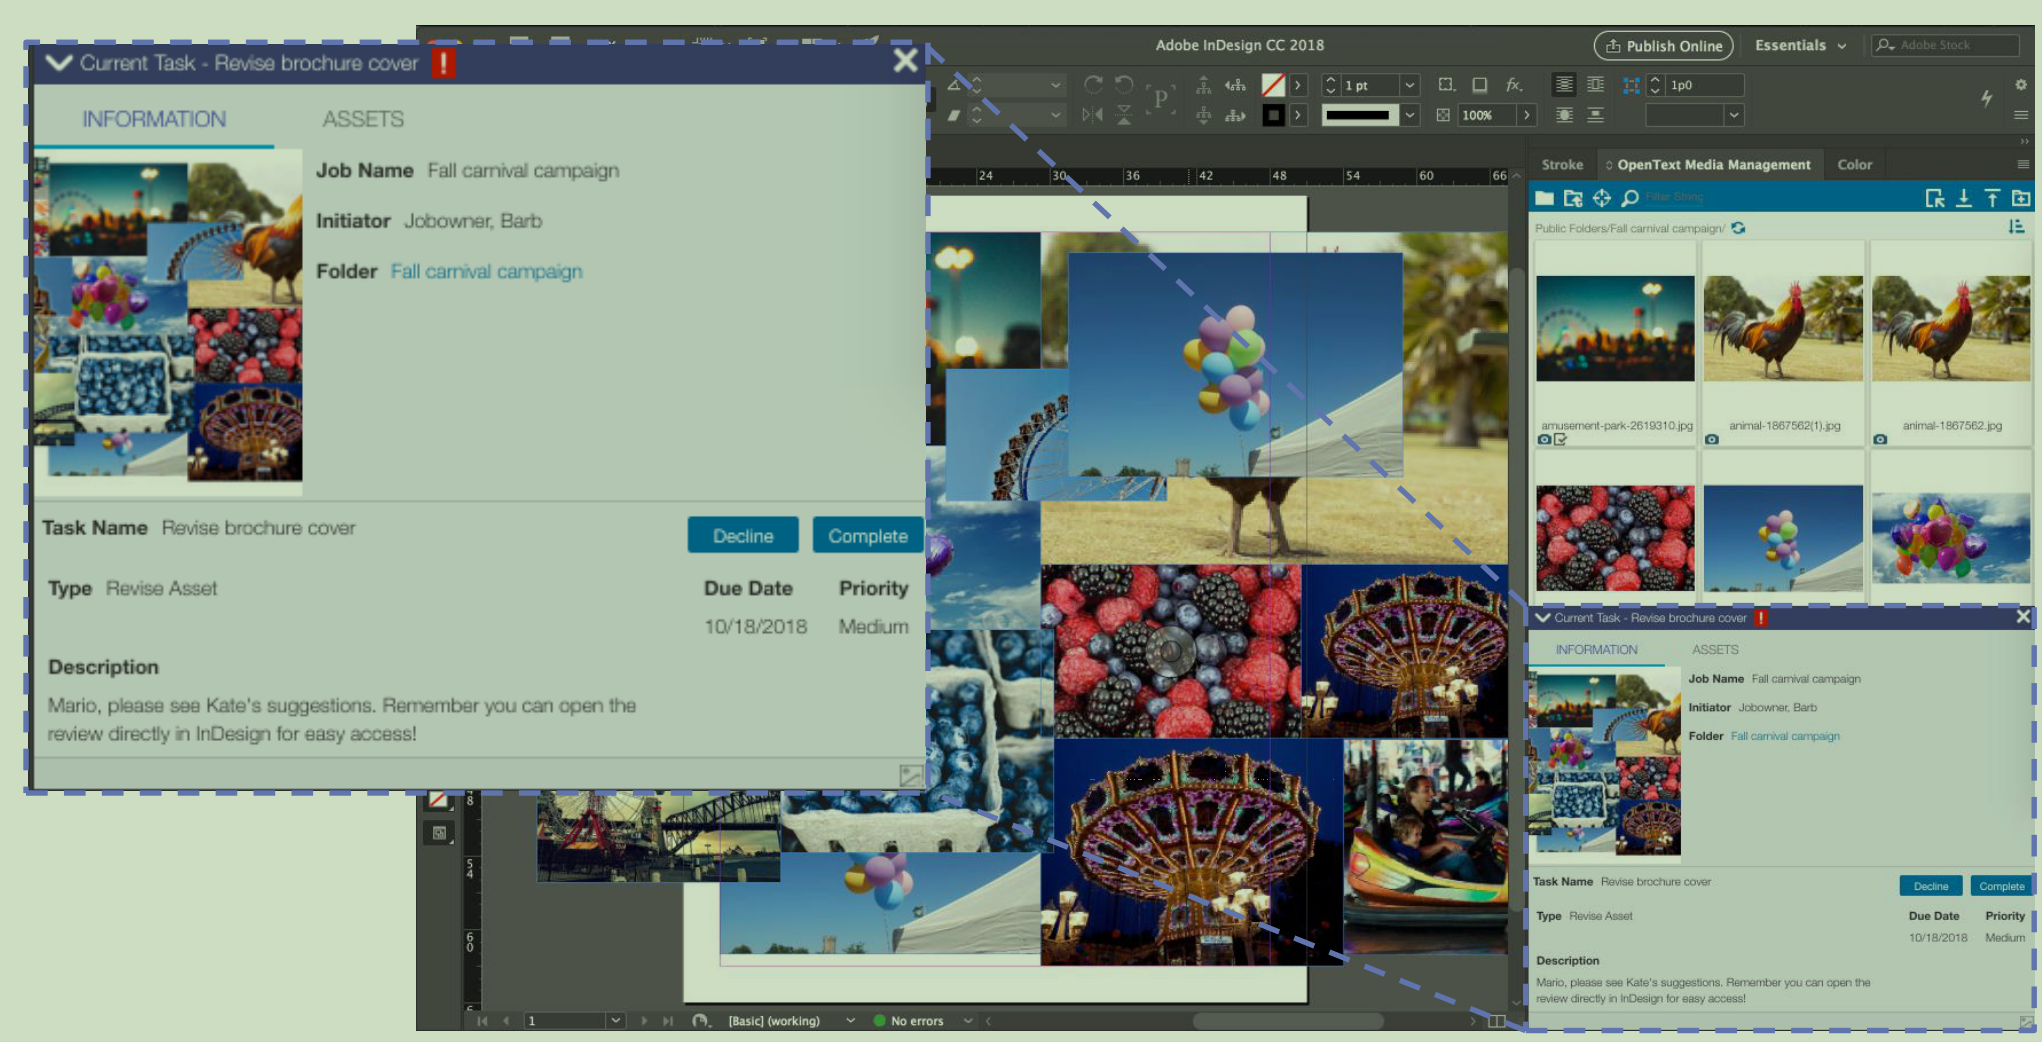 Current Task - Revise brochure cover !
INFORMATION
ASSETS
Job Name Fall carnival campaign
Initiator Jobowner, Barb
Folder Fall carnival campaign
Task Name Revise brochure cover
Decline
Complete
Type Revise Asset
Due Date
Priority
10/18/2018
Medium
Description
Mario, please see Kate's suggestions. Remember you can open the
review directly in InDesign for easy access!
Adobe InDesign CC 2018
Publish Online
Essentials
Adobe Stock
1 pt
fx.
1p0
P
100%
24
30
36
42
48
54
60
66
Stroke
OpenText Media Management
Color
Filter String
Public Folders/Fall carnival campaign/
amusement-park-2619310.jpg
animal-1867562(1).jpg
animal-1867562.jpg
Current Task - Revise brochure cover !
INFORMATION
ASSETS
Job Name Fall carnival campaign
Initiator Jobowner, Barb
Folder Fall carnival campaign
Task Name Revise brochure cover
Decline
Complete
Type Revise Asset
Due Date
Priority
10/18/2018
Medium
Description
Mario, please see Kate's suggestions. Remember you can open the
review directly in InDesign for easy access!
8
5
4
6
0
1
[Basic] (working)
No errors